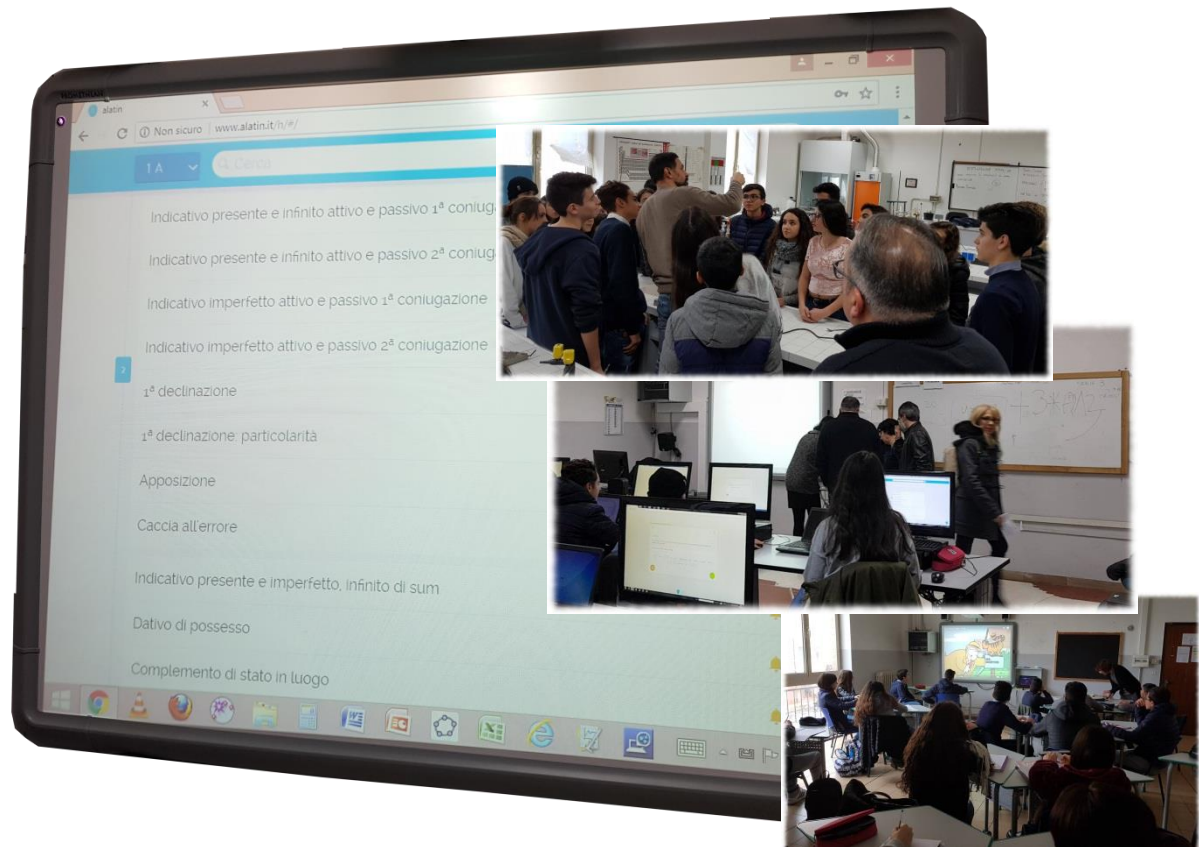 alatin
Non sicuro www.alatin.it/h/#/
1 A Cerca
Indicativo presente e infinito attivo e passivo 1ª coniug
Indicativo presente e infinito attivo e passivo 2ª coniug
Indicativo imperfetto attivo e passivo 1ª coniugazione
Indicativo imperfetto attivo e passivo 2ª coniugazione
2
1ª declinazione
1ª declinazione: particolarità
Apposizione
Caccia all'errore
Indicativo presente e imperfetto, infinito di sum
Dativo di possesso
Complemento di stato in luogo